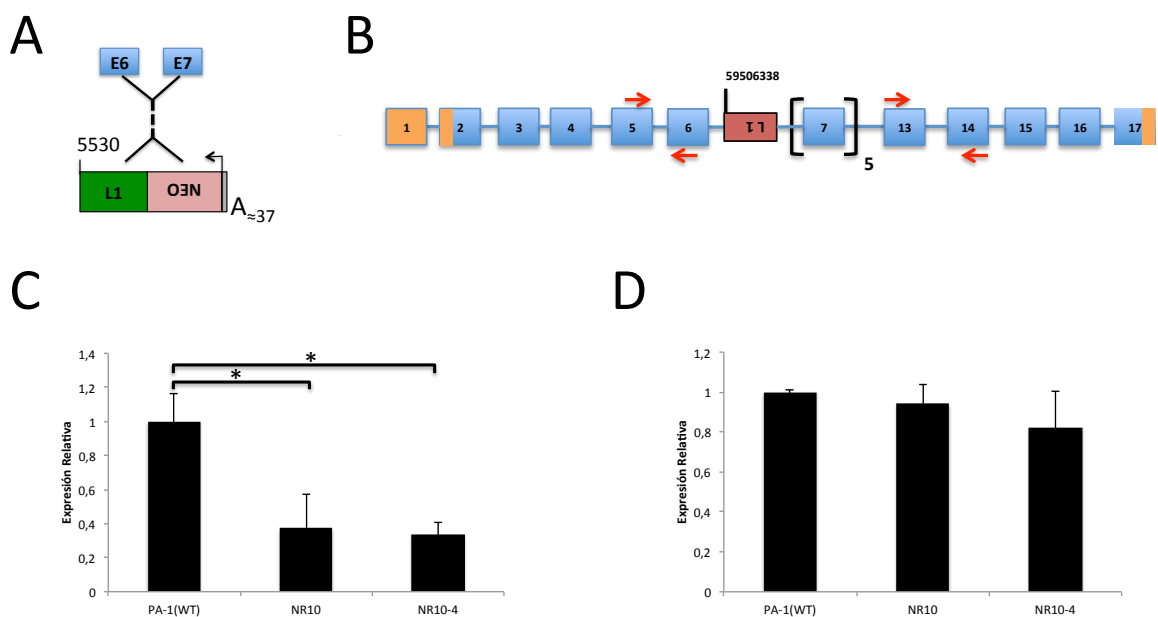 A
E6 E7
5530
L1 NEO
A≈37
B
59506338
1 2 3 4 5 6 L1 7 13 14 15 16 17
5
C
Expresión Relativa
1,4
1,2
1
0,8
0,6
0,4
0,2
0
* *
PA-1(WT) NR10 NR10-4
D
Expresión Relativa
1,2
1
0,8
0,6
0,4
0,2
0
PA-1(WT) NR10 NR10-4